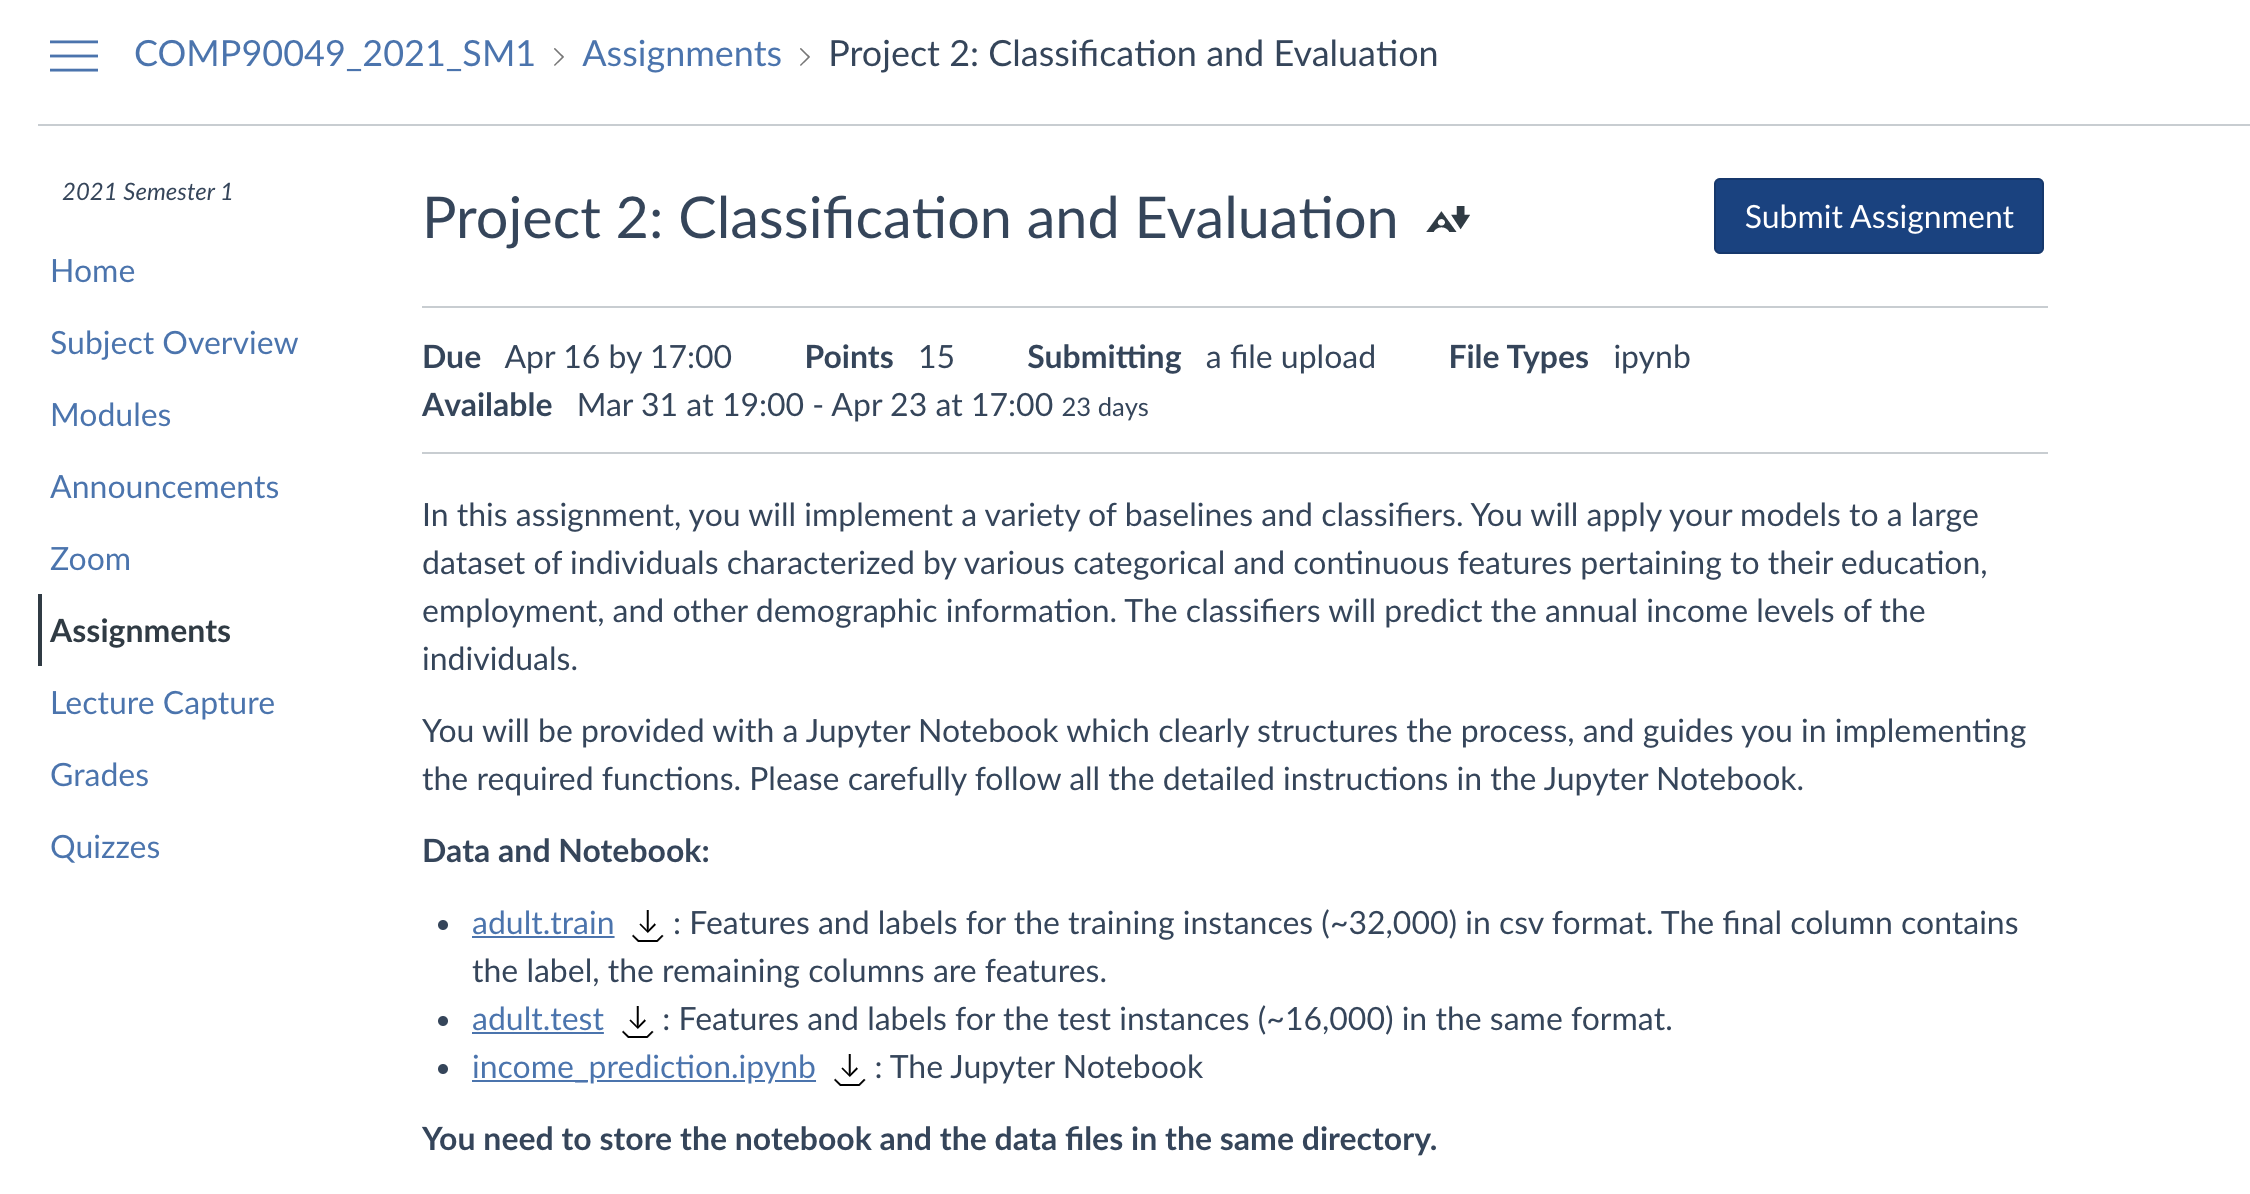 COMP90049_2021_SM1 > Assignments > Project 2: Classification and Evaluation
2021 Semester 1
Home
Subject Overview
Modules
Announcements
Zoom
Assignments
Lecture Capture
Grades
Quizzes
Project 2: Classification and Evaluation
Submit Assignment
Due Apr 16 by 17:00 Points 15 Submitting a file upload File Types ipynb
Available Mar 31 at 19:00 - Apr 23 at 17:00 23 days
In this assignment, you will implement a variety of baselines and classifiers. You will apply your models to a large
dataset of individuals characterized by various categorical and continuous features pertaining to their education,
employment, and other demographic information. The classifiers will predict the annual income levels of the
individuals.
You will be provided with a Jupyter Notebook which clearly structures the process, and guides you in implementing
the required functions. Please carefully follow all the detailed instructions in the Jupyter Notebook.
Data and Notebook:
• adult.train : Features and labels for the training instances (~32,000) in csv format. The final column contains
the label, the remaining columns are features.
• adult.test : Features and labels for the test instances (~16,000) in the same format.
• income_prediction.ipynb : The Jupyter Notebook
You need to store the notebook and the data files in the same directory.